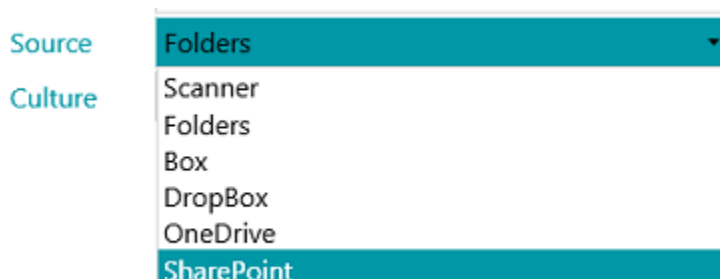 Source Folders
Culture
Scanner
Folders
Box
DropBox
OneDrive
SharePoint